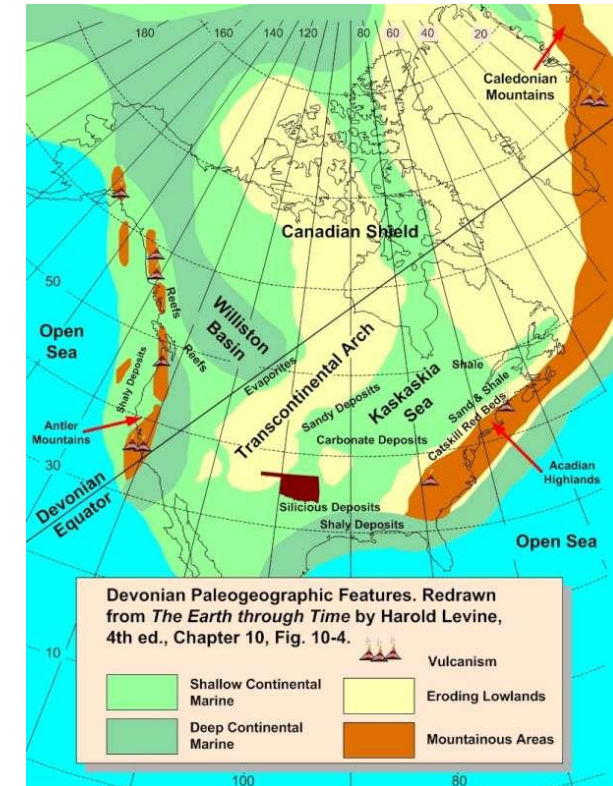 180
160
140
120
100
80
60
40
20
Caledonian
Mountains
Canadian Shield
50
Open
Sea
Reefs
Williston
Basin
Reefs
Shaly Deposits
Evaporites
Transcontinental Arch
Sandy Deposits
Kaskaskia
Sea
Shale
Sand & Shale
Catskill Red Beds
Carbonate Deposits
Antler
Mountains
30
Devonian
Equator
Acadian
Highlands
Silicious Deposits
Shaly Deposits
Open Sea
Devonian Paleogeographic Features. Redrawn
from The Earth through Time by Harold Levine,
4th ed., Chapter 10, Fig. 10-4.
Vulcanism
Shallow Continental
Marine
Eroding Lowlands
Deep Continental
Marine
Mountainous Areas
10
100
80